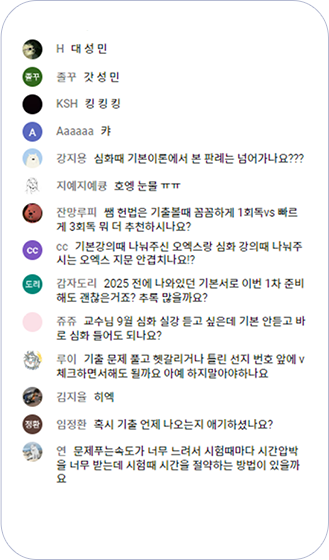 H 대 성 민
졸꾸 졸꾸 갓 성 민
KSH 킹 킹 킹
A Aaaaaa 캬
강지용 심화때 기본이론에서 본 판례는 넘어가나요???
지예지예큥 호엥 눈물 ㅠㅠ
잔망루피 쌤 헌법은 기출볼때 꼼꼼하게 1회독vs 빠르
게 3회독 뭐 더 추천하시나요?
CC cc 기본강의때 나눠주신 오엑스랑 심화 강의때 나눠주
시는 오엑스 지문 안겹치나요!?
도리 감자도리 2025 전에 나와있던 기본서로 이번 1차 준비
해도 괜찮은거죠? 추록 많을까요?
쥬쥬 교수님 9월 심화 실강 듣고 싶은데 기본 안듣고 바
로 심화 들어도 되나요?
루이 기출 문제 풀고 헷갈리거나 틀린 선지 번호 앞에 v
체크하면서해도 될까요 아예 하지말아야하나요
김지율 히엑
정환 임정환 혹시 기출 언제 나오는지 얘기하셨나요?
연 문제푸는속도가 너무 느려서 시험때마다 시간압박
을 너무 받는데 시험때 시간을 절약하는 방법이 있을까
요